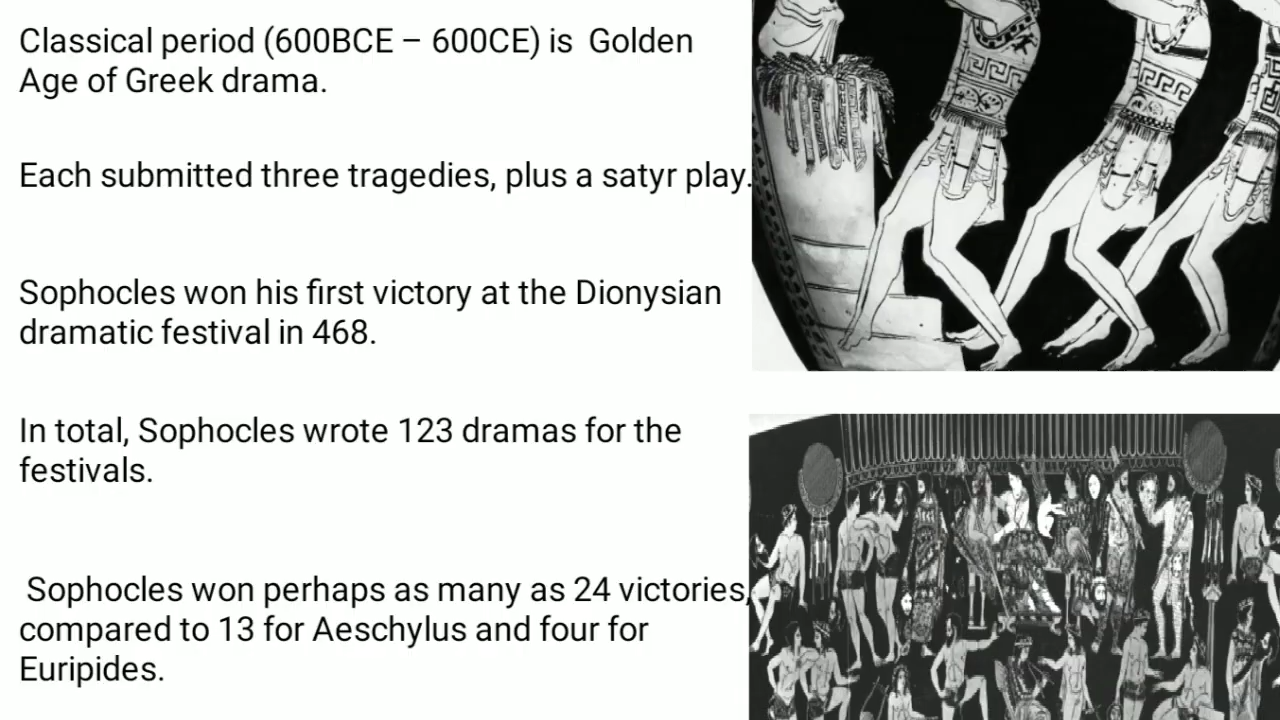 Classical period (600BCE – 600CE) is  Golden
Age of Greek drama.
Each submitted three tragedies, plus a satyr play.
Sophocles won his first victory at the Dionysian
dramatic festival in 468.
In total, Sophocles wrote 123 dramas for the
festivals.
Sophocles won perhaps as many as 24 victories,
compared to 13 for Aeschylus and four for
Euripides.